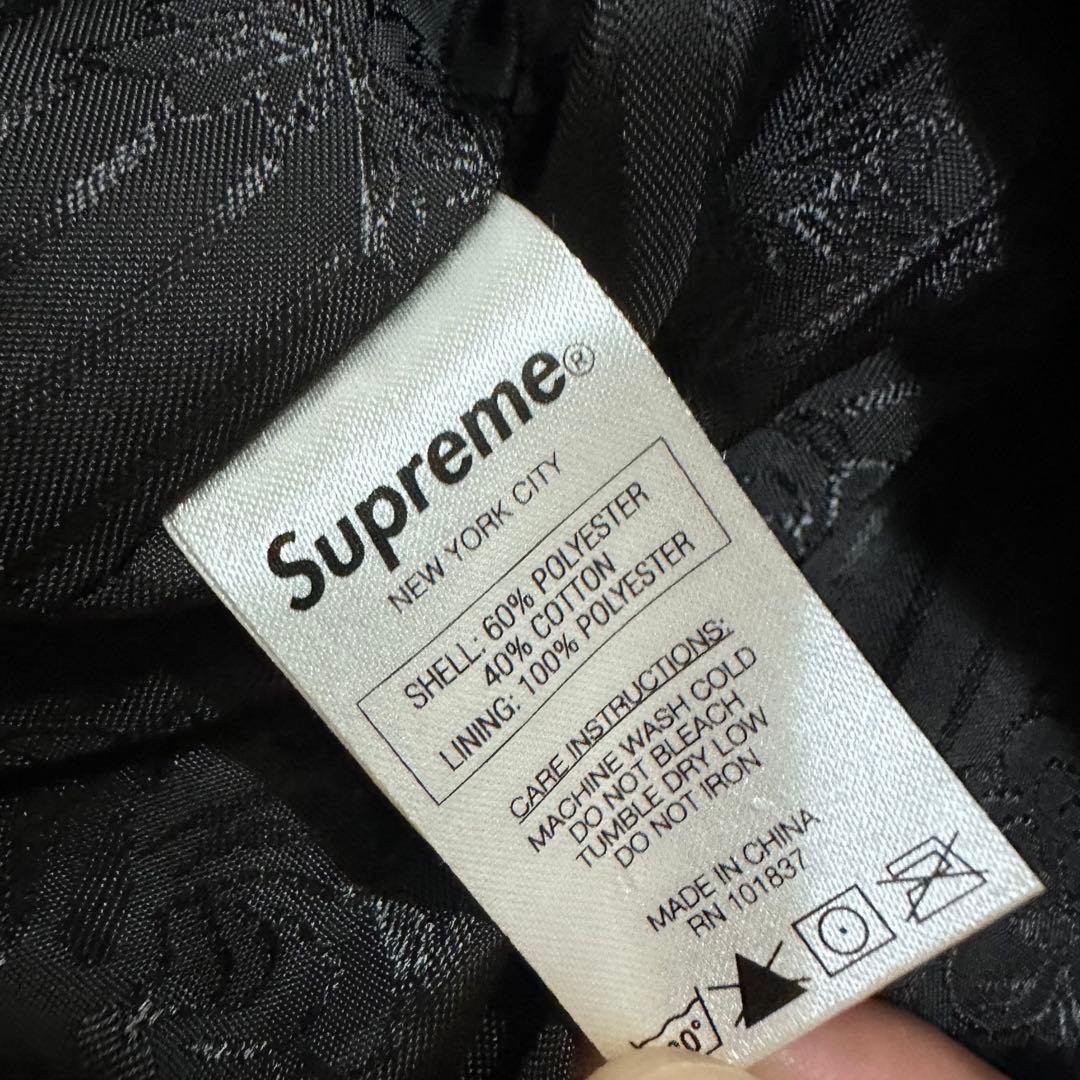 Supreme®
NEW YORK CITY
SHELL: 60% POLYESTER
40% COTTON
LINING: 100% POLYESTER
CARE INSTRUCTIONS:
MACHINE WASH COLD
DO NOT BLEACH
TUMBLE DRY LOW
DO NOT IRON
MADE IN CHINA
RN 101837